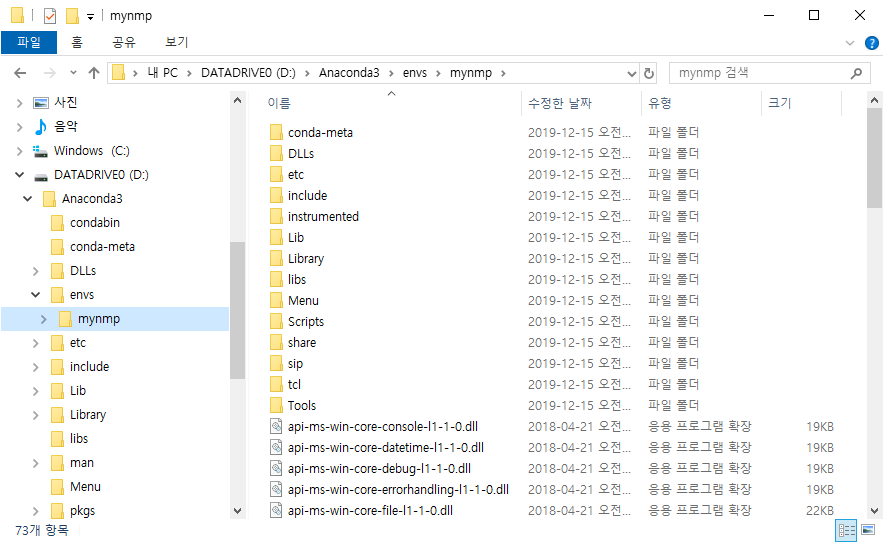 mynmp
파일 홈 공유 보기
내 PC DATADRIVE0 (D:) Anaconda3 envs mynmp
mynmp 검색
사진
음악
Windows (C:)
DATADRIVE0 (D:)
Anaconda3
condabin
conda-meta
DLLs
envs
mynmp
etc
include
Lib
Library
libs
man
Menu
pkgs
이름 수정한 날짜 유형 크기
conda-meta 2019-12-15 오전... 파일 폴더
DLLs 2019-12-15 오전... 파일 폴더
etc 2019-12-15 오전... 파일 폴더
include 2019-12-15 오전... 파일 폴더
instrumented 2019-12-15 오전... 파일 폴더
Lib 2019-12-15 오전... 파일 폴더
Library 2019-12-15 오전... 파일 폴더
libs 2019-12-15 오전... 파일 폴더
Menu 2019-12-15 오전... 파일 폴더
Scripts 2019-12-15 오전... 파일 폴더
share 2019-12-15 오전... 파일 폴더
sip 2019-12-15 오전... 파일 폴더
tcl 2019-12-15 오전... 파일 폴더
Tools 2019-12-15 오전... 파일 폴더
api-ms-win-core-console-l1-1-0.dll 2018-04-21 오전... 응용 프로그램 확장 19KB
api-ms-win-core-datetime-l1-1-0.dll 2018-04-21 오전... 응용 프로그램 확장 19KB
api-ms-win-core-debug-l1-1-0.dll 2018-04-21 오전... 응용 프로그램 확장 19KB
api-ms-win-core-errorhandling-l1-1-0.dll 2018-04-21 오전... 응용 프로그램 확장 19KB
api-ms-win-core-file-l1-1-0.dll 2018-04-21 오전... 응용 프로그램 확장 22KB
73개 항목